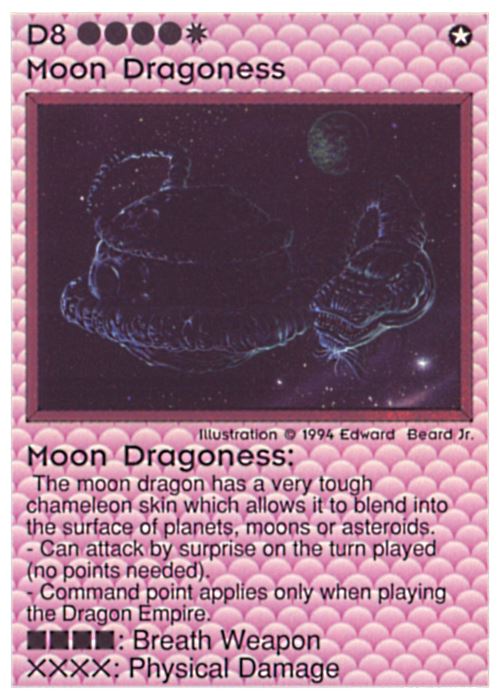 D8
Moon Dragoness
Illustration © 1994 Edward Beard Jr.
Moon Dragoness:
The moon dragon has a very tough
chameleon skin which allows it to blend into
the surface of planets, moons or asteroids.
- Can attack by surprise on the turn played
(no points needed).
- Command point applies only when playing
the Dragon Empire.
■■■■: Breath Weapon
XXXX: Physical Damage